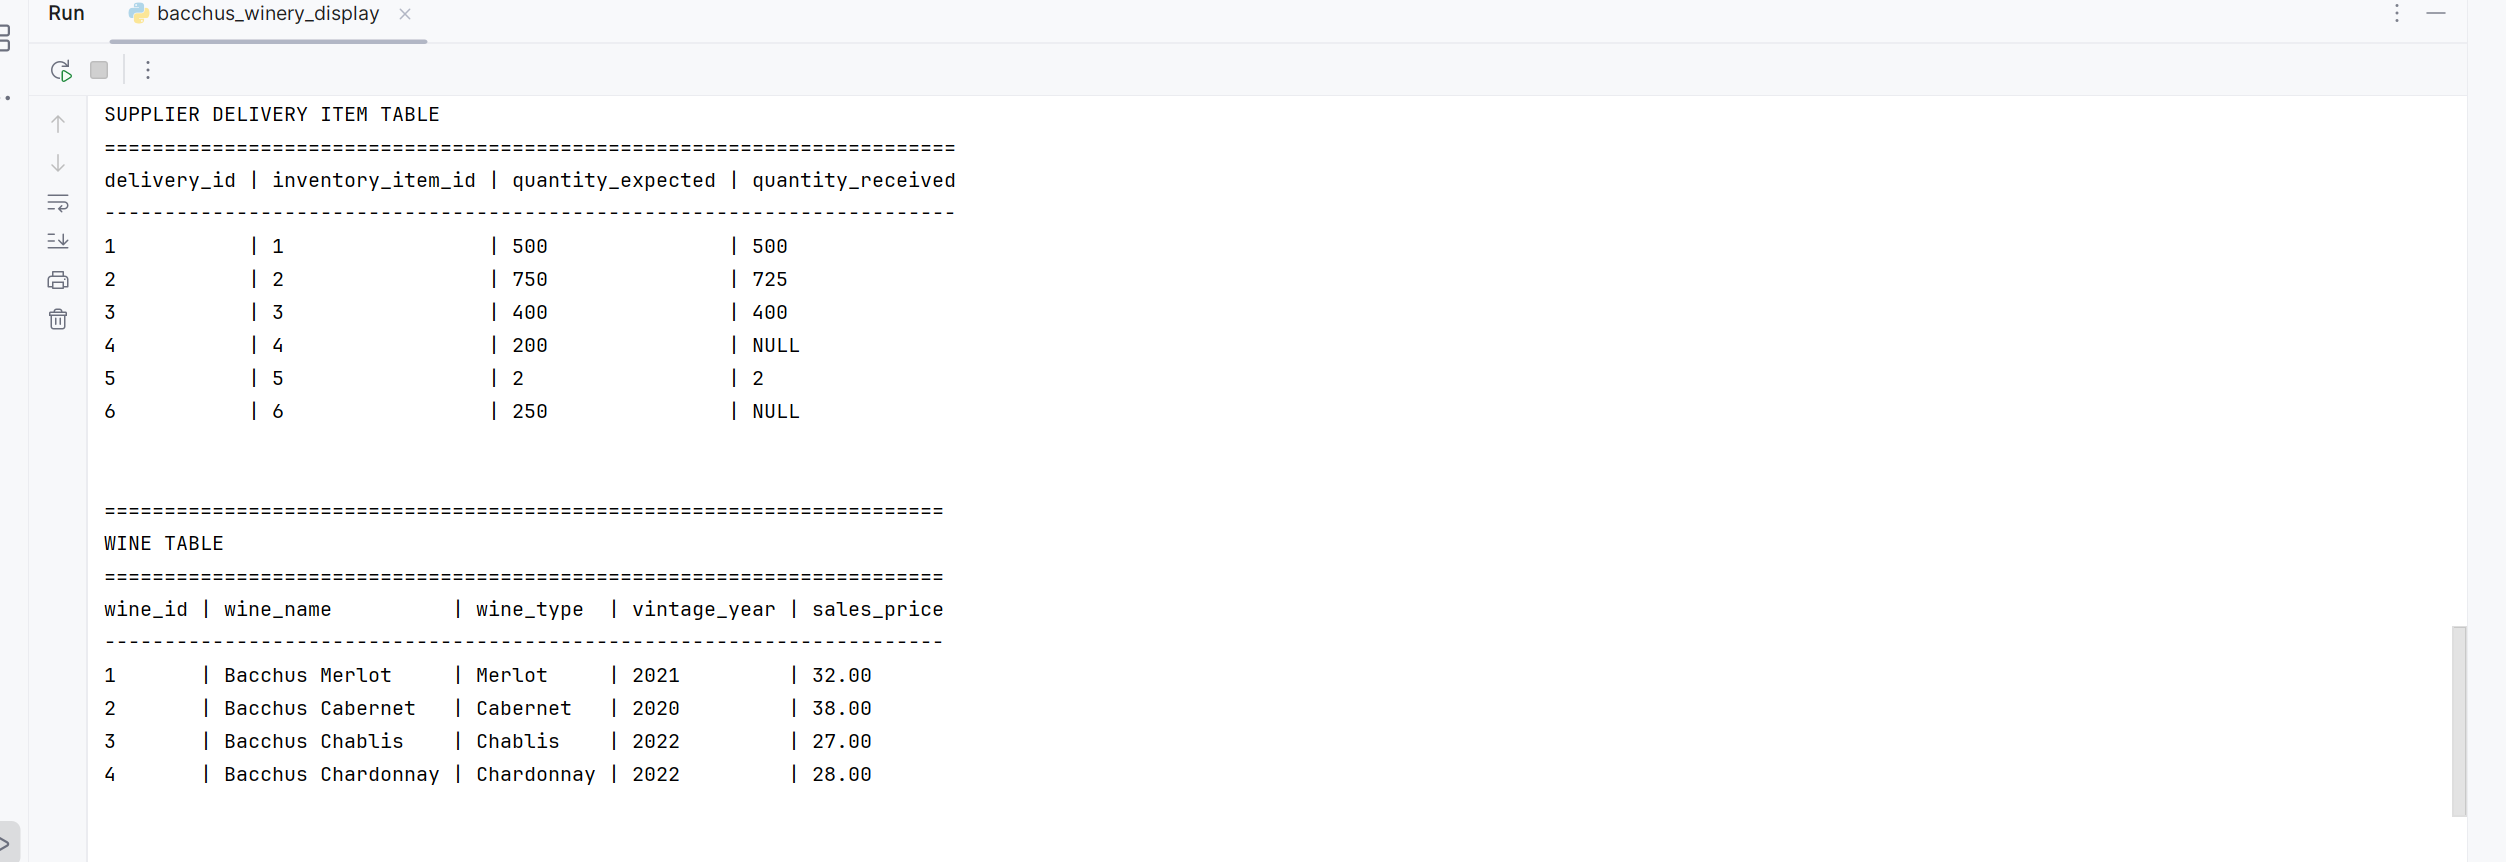 Run bacchus_winery_display
SUPPLIER DELIVERY ITEM TABLE
=======================================================================
delivery_id | inventory_item_id | quantity_expected | quantity_received
-----------------------------------------------------------------------
1           | 1                 | 500               | 500
2           | 2                 | 750               | 725
3           | 3                 | 400               | 400
4           | 4                 | 200               | NULL
5           | 5                 | 2                 | 2
6           | 6                 | 250               | NULL
======================================================================
WINE TABLE
======================================================================
wine_id | wine_name          | wine_type  | vintage_year | sales_price
----------------------------------------------------------------------
1       | Bacchus Merlot     | Merlot     | 2021         | 32.00
2       | Bacchus Cabernet   | Cabernet   | 2020         | 38.00
3       | Bacchus Chablis    | Chablis    | 2022         | 27.00
4       | Bacchus Chardonnay | Chardonnay | 2022         | 28.00